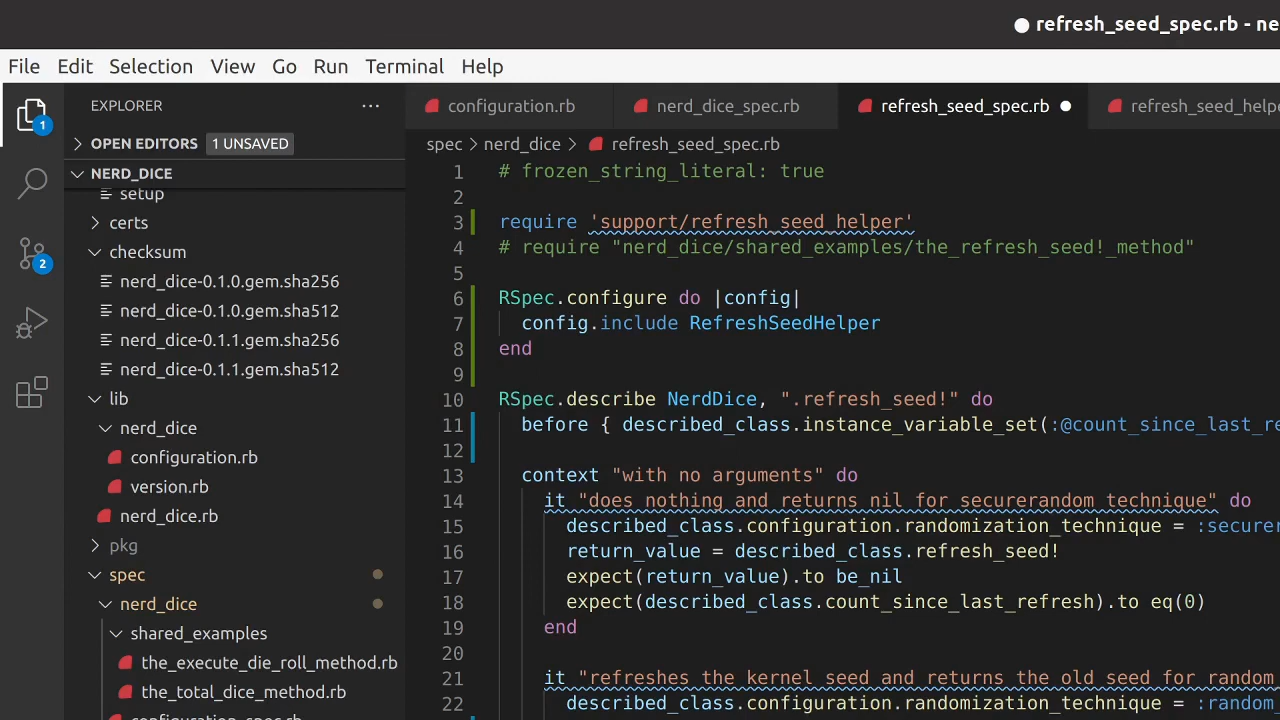 refresh_seed_spec.rb - ne
File Edit Selection View Go Run Terminal Help
EXPLORER
configuration.rb
nerd_dice_spec.rb
refresh_seed_spec.rb
refresh_seed_help
1
OPEN EDITORS 1 UNSAVED
NERD_DICE
setup
certs
checksum
nerd_dice-0.1.0.gem.sha256
nerd_dice-0.1.0.gem.sha512
nerd_dice-0.1.1.gem.sha256
nerd_dice-0.1.1.gem.sha512
lib
nerd_dice
configuration.rb
version.rb
nerd_dice.rb
pkg
spec
nerd_dice
shared_examples
the_execute_die_roll_method.rb
the_total_dice_method.rb
configuration_spec.rb
2
spec > nerd_dice > refresh_seed_spec.rb
1 # frozen_string_literal: true
2
3 require 'support/refresh_seed_helper'
4 # require "nerd_dice/shared_examples/the_refresh_seed!_method"
5
6 RSpec.configure do |config|
7 config.include RefreshSeedHelper
8 end
9
10 RSpec.describe NerdDice, ".refresh_seed!" do
11 before { described_class.instance_variable_set(:@count_since_last_re
12
13 context "with no arguments" do
14 it "does nothing and returns nil for securerandom technique" do
15 described_class.configuration.randomization_technique = :securer
16 return_value = described_class.refresh_seed!
17 expect(return_value).to be_nil
18 expect(described_class.count_since_last_refresh).to eq(0)
19 end
20
21 it "refreshes the kernel seed and returns the old seed for random
22 described_class.configuration.randomization_technique = :random